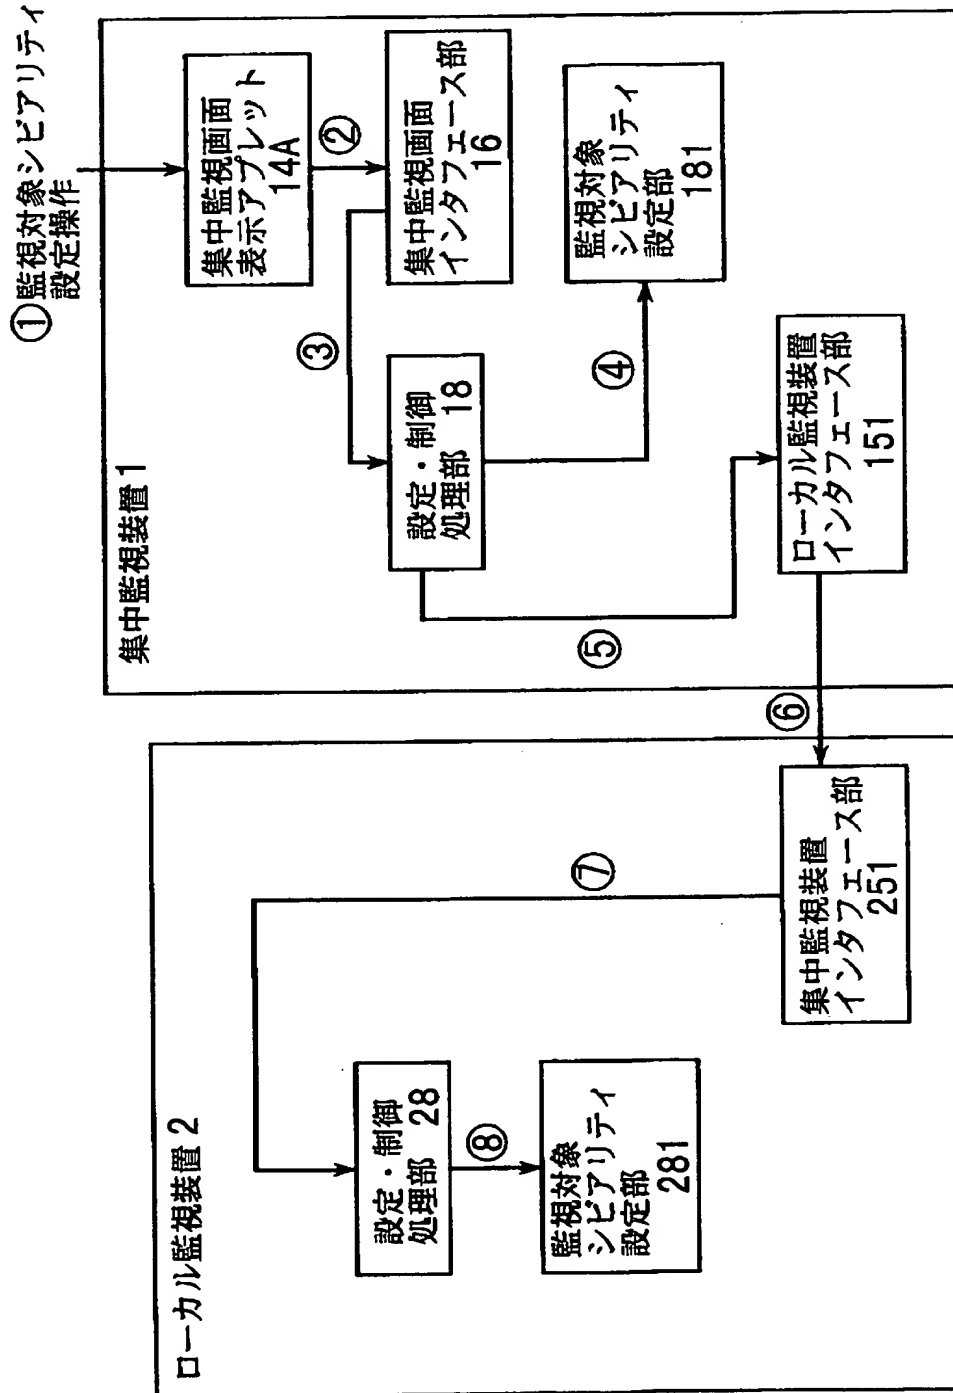 ①監視対象シビアリティ
設定操作
集中監視装置1
集中監視画面
表示アプレット
14A
②
集中監視画面
インタフェース部
16
③
設定・制御
処理部 18
④
監視対象
シビアリティ
設定部
181
⑤
ローカル監視装置
インタフェース部
151
⑥
ローカル監視装置2
集中監視装置
インタフェース部
251
⑦
設定・制御
処理部 28
⑧
監視対象
シビアリティ
設定部
281